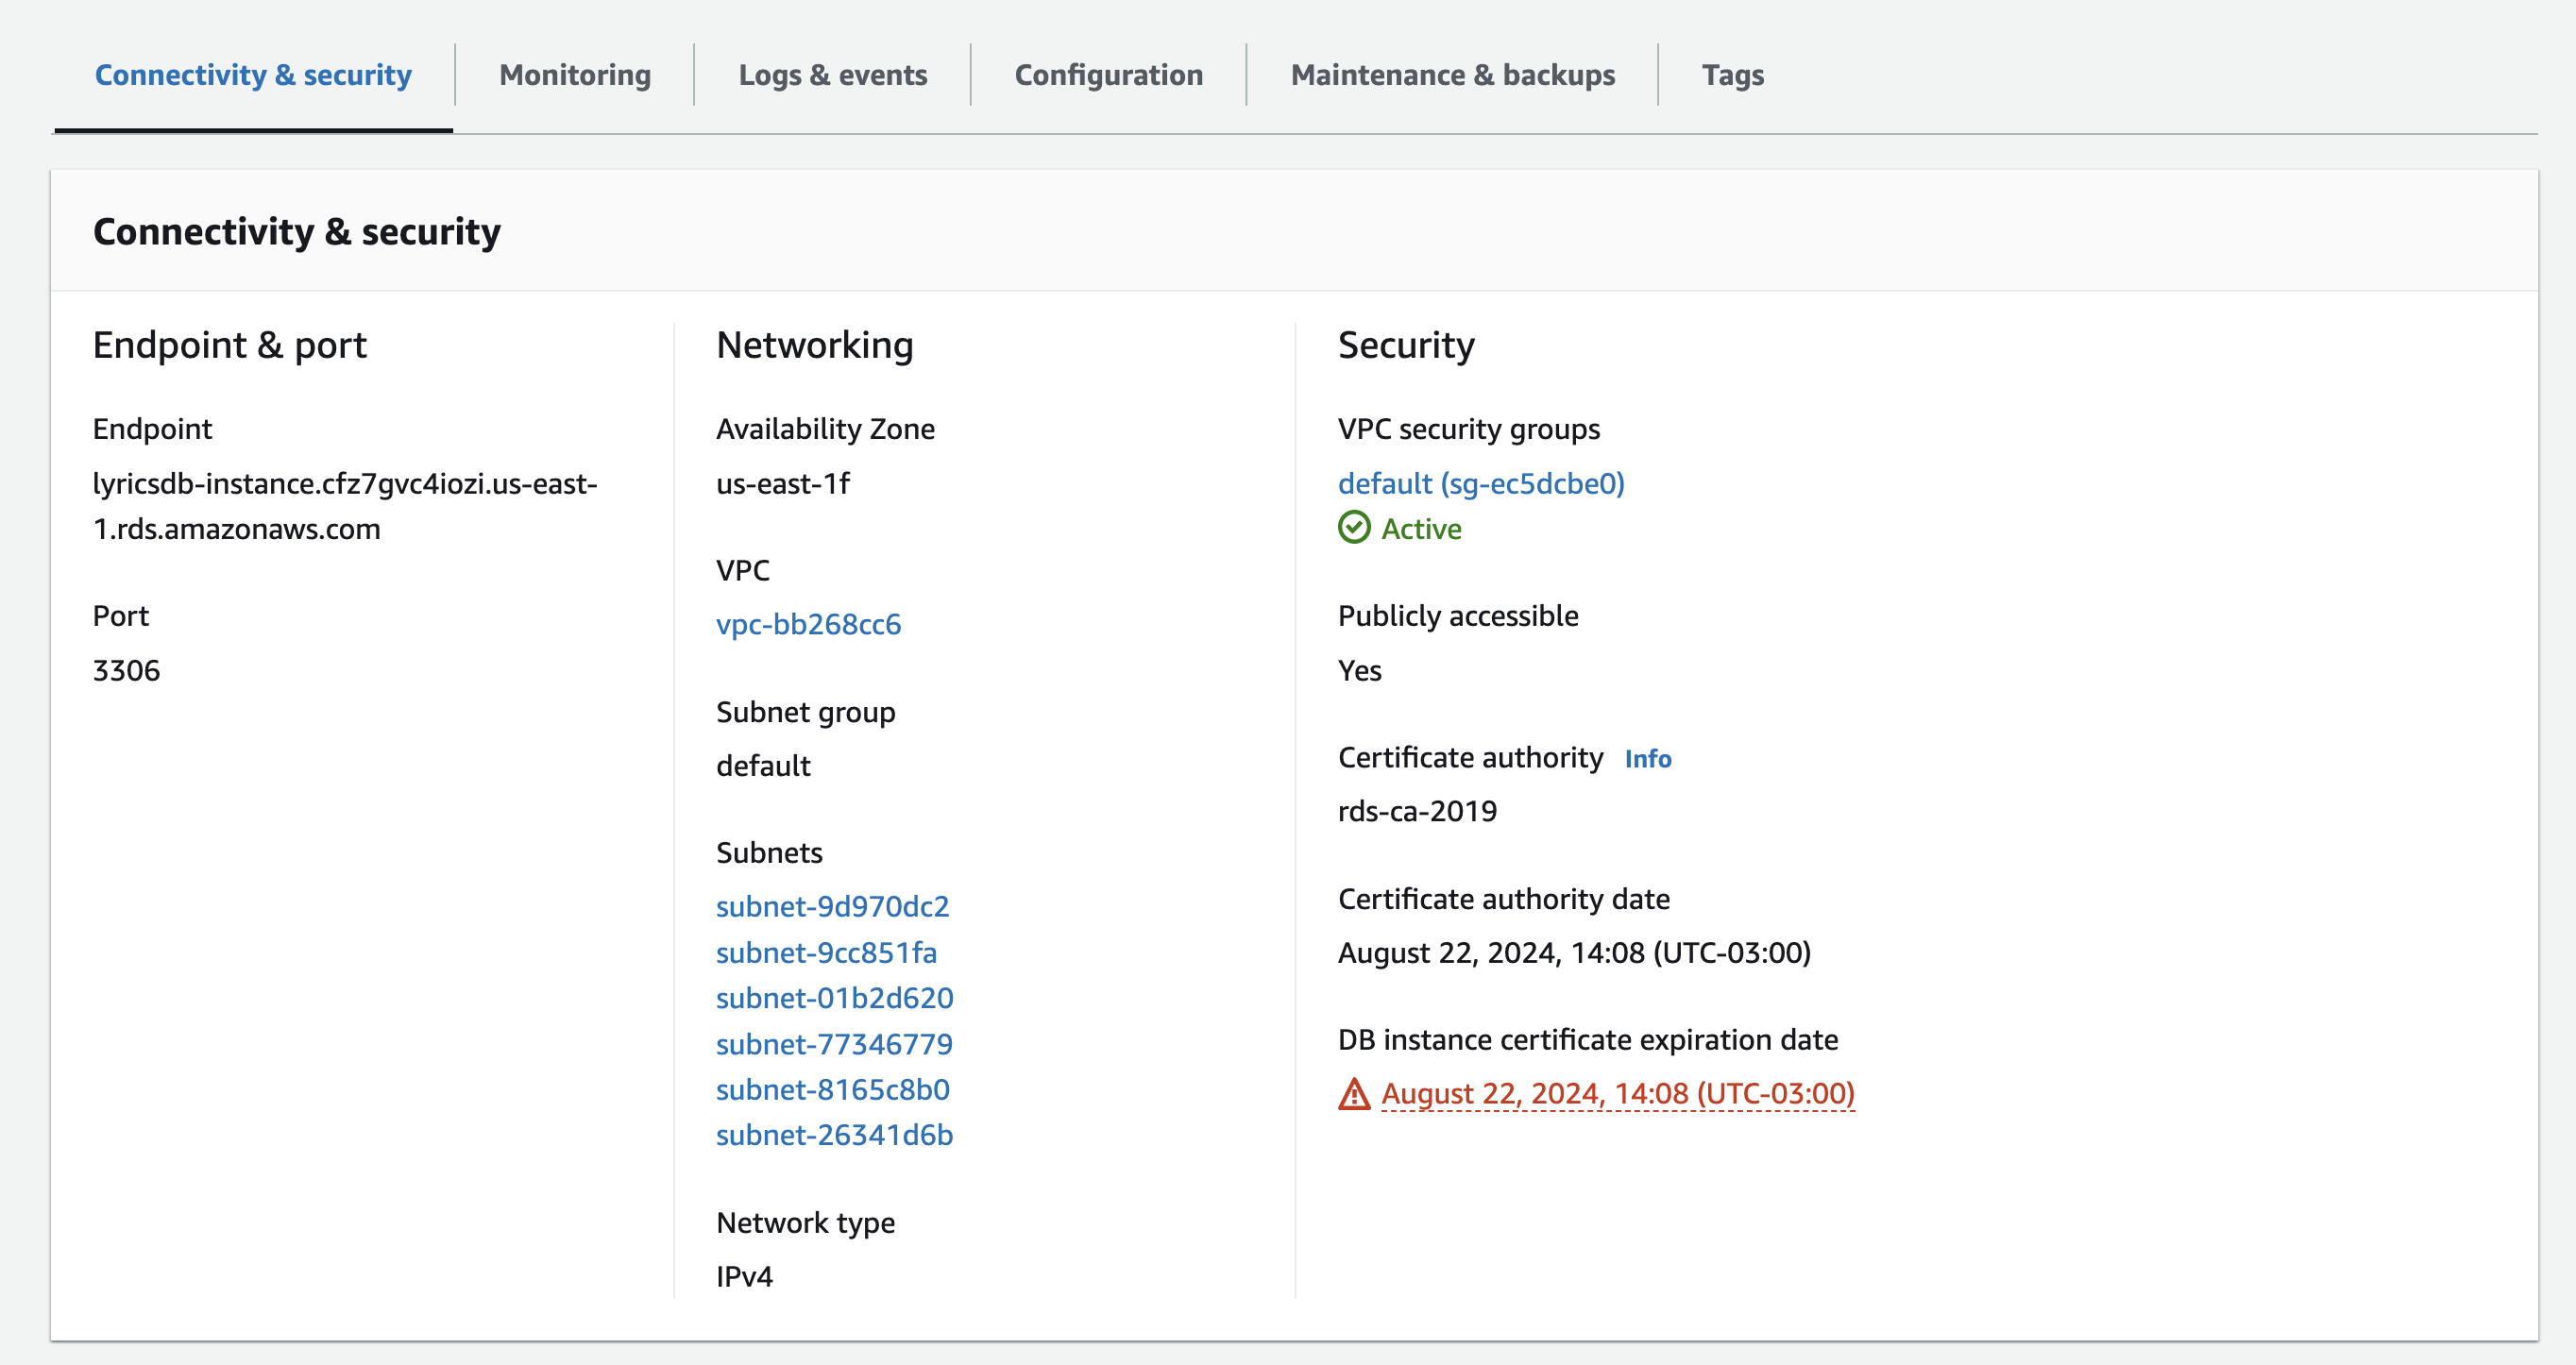 Connectivity & security
Monitoring
Logs & events
Configuration
Maintenance & backups
Tags
Connectivity & security
Endpoint & port
Endpoint
lyricsdb-instance.cfz7gvc4iozi.us-east-
1.rds.amazonaws.com
Port
3306
Networking
Availability Zone
us-east-1f
VPC
vpc-bb268cc6
Subnet group
default
Subnets
subnet-9d970dc2
subnet-9cc851fa
subnet-01b2d620
subnet-77346779
subnet-8165c8b0
subnet-26341d6b
Network type
IPv4
Security
VPC security groups
default (sg-ec5dcbe0)
Active
Publicly accessible
Yes
Certificate authority Info
rds-ca-2019
Certificate authority date
August 22, 2024, 14:08 (UTC-03:00)
DB instance certificate expiration date
August 22, 2024, 14:08 (UTC-03:00)